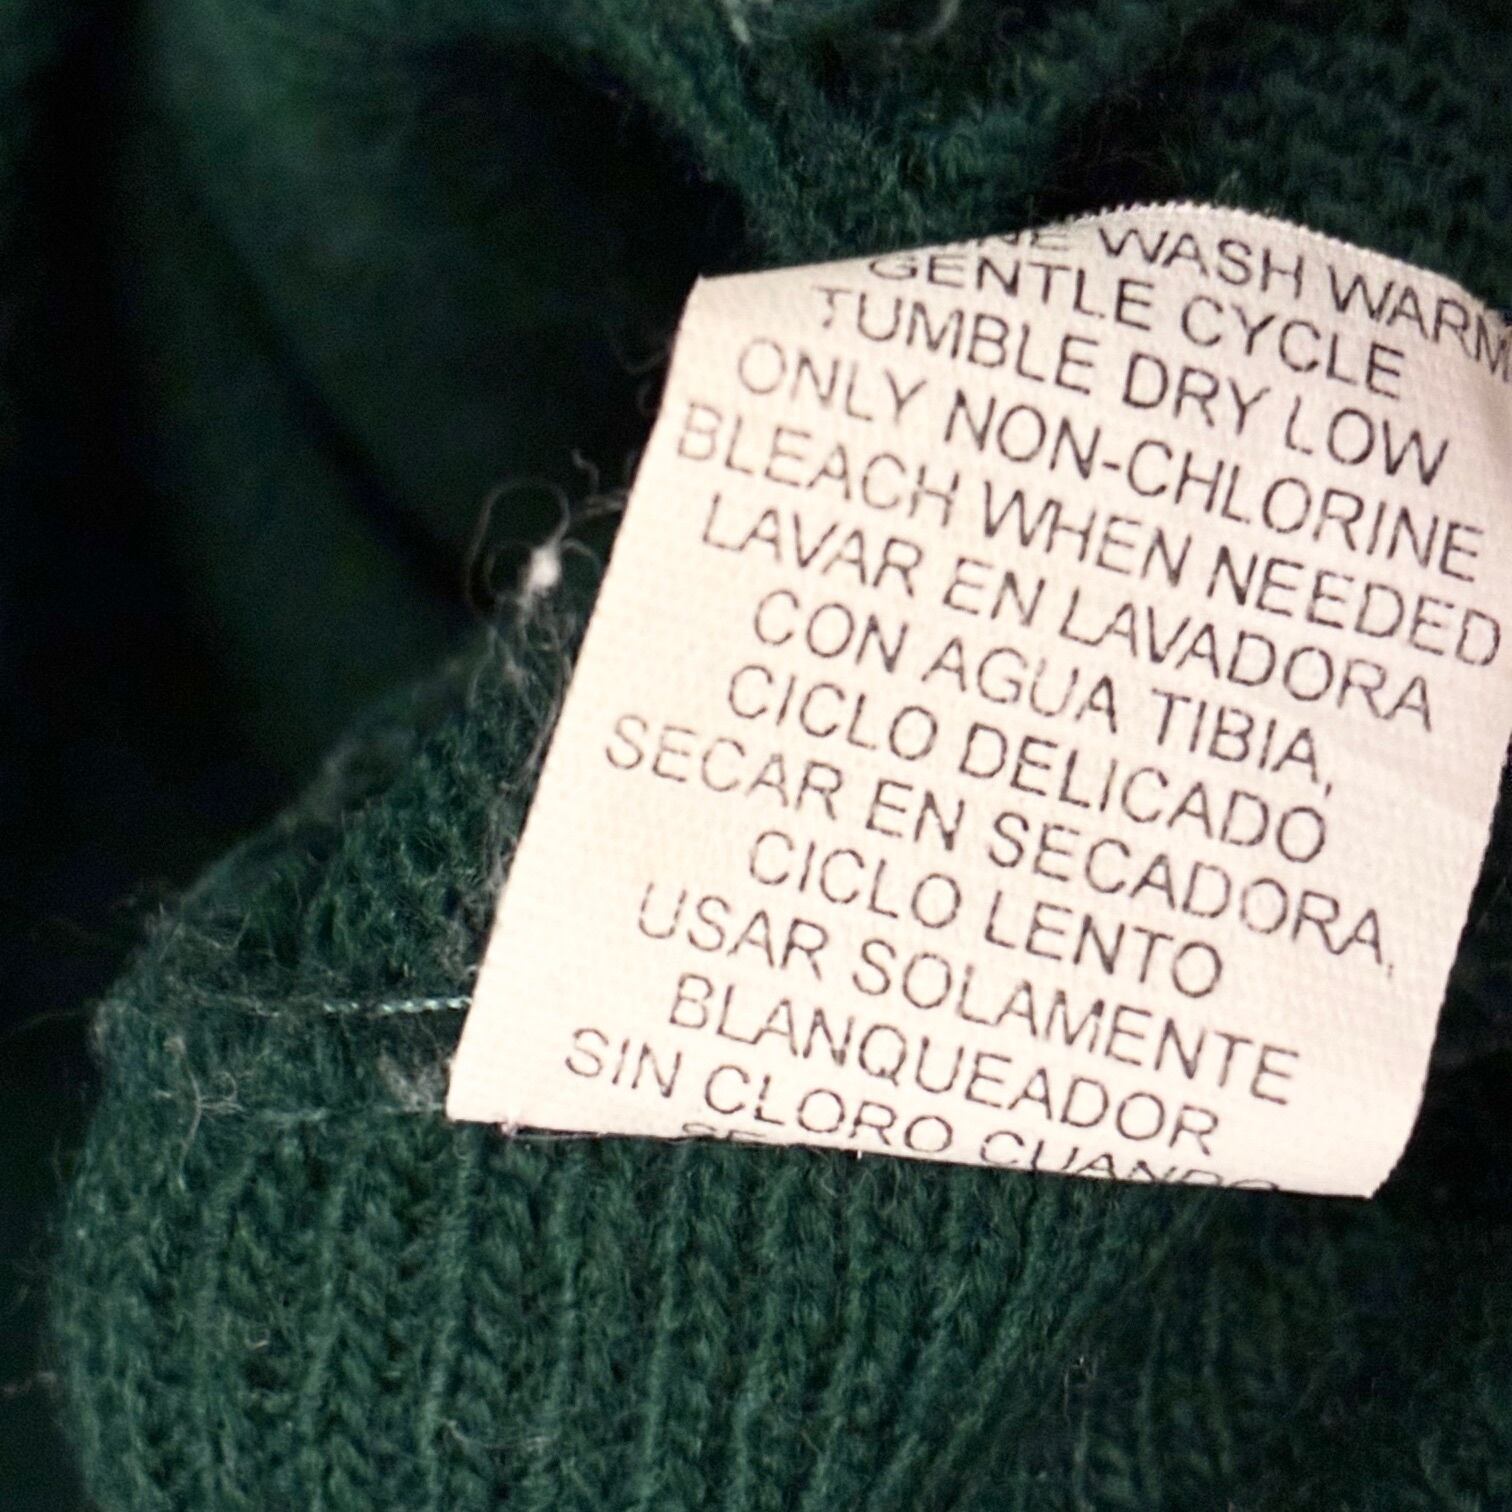 WASH WARM
GENTLE CYCLE
TUMBLE DRY LOW
ONLY NON-CHLORINE
BLEACH WHEN NEEDED
LAVAR EN LAVADORA
CON AGUA TIBIA,
CICLO DELICADO
SECAR EN SECADORA,
CICLO LENTO
USAR SOLAMENTE
BLANQUEADOR
SIN CLORO CUANDO